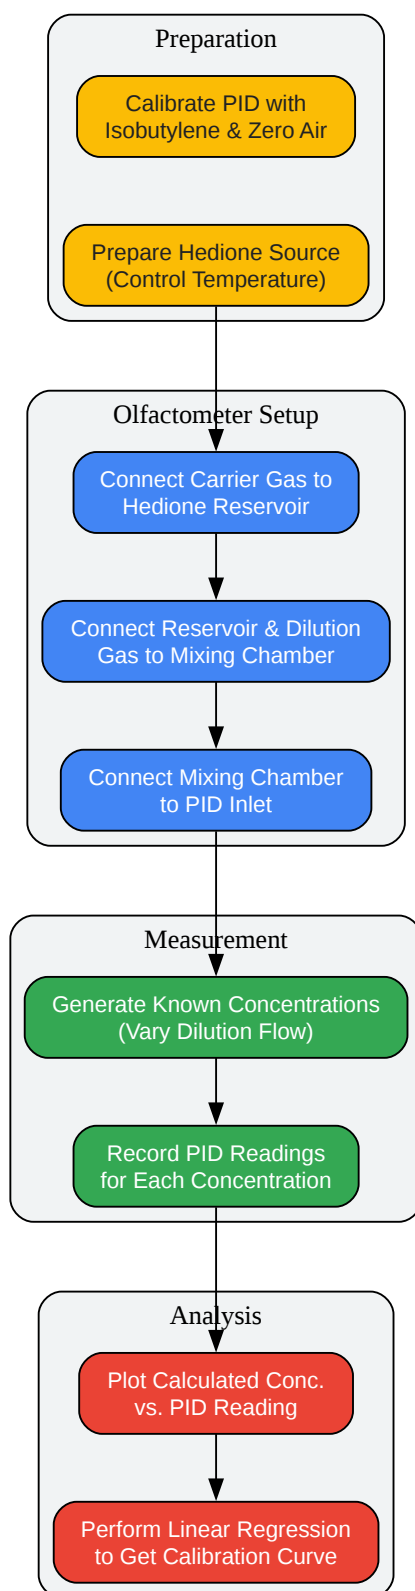 Preparation
Calibrate PID with
Isobutylene & Zero Air
Prepare Hedione Source
(Control Temperature)
Olfactometer Setup
Connect Carrier Gas to
Hedione Reservoir
Connect Reservoir & Dilution
Gas to Mixing Chamber
Connect Mixing Chamber
to PID Inlet
Measurement
Generate Known Concentrations
(Vary Dilution Flow)
Record PID Readings
for Each Concentration
Analysis
Plot Calculated Conc.
vs. PID Reading
Perform Linear Regression
to Get Calibration Curve